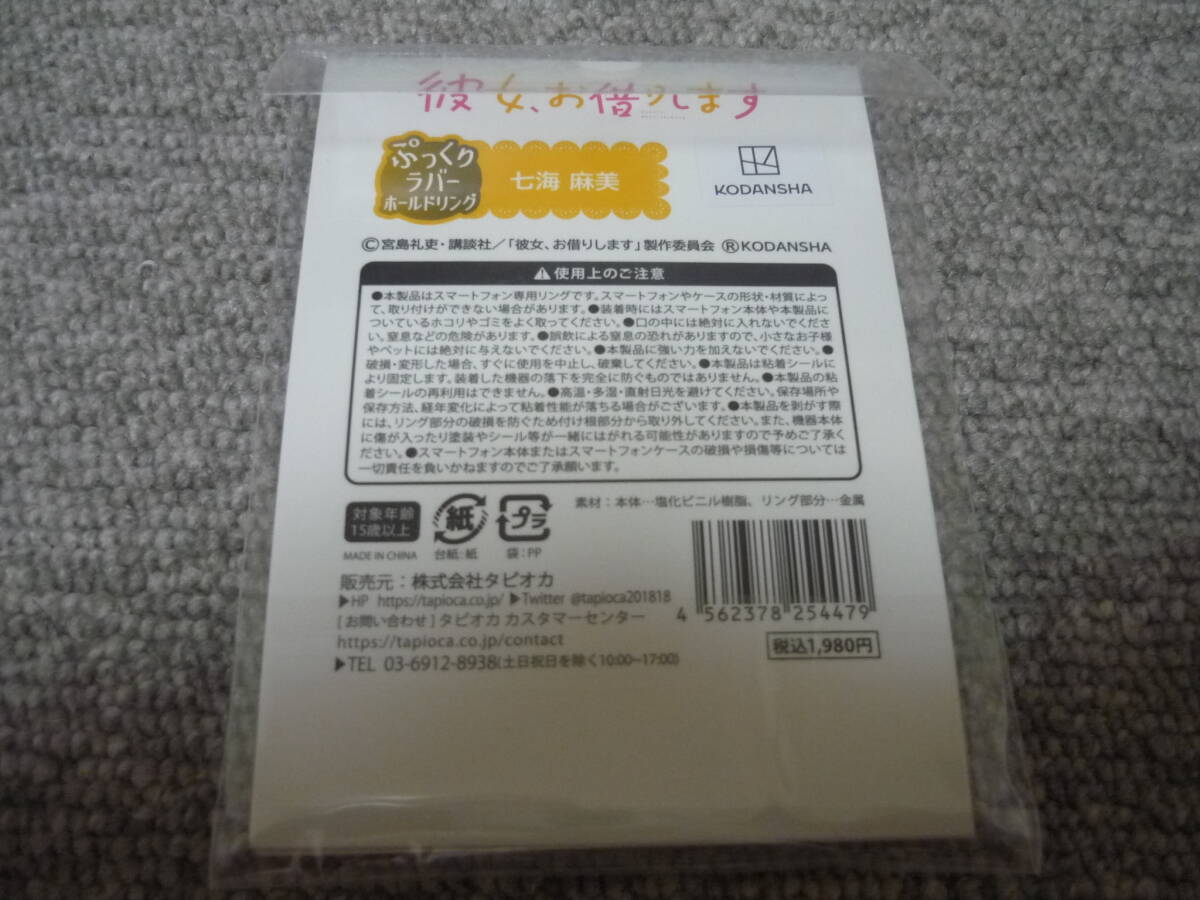 彼女、お借りします
ぷっくり
ラバー
ホールドリング
七海 麻美
KODANSHA
©宮島礼吏・講談社／「彼女、お借りします」製作委員会 ®KODANSHA
使用上のご注意
●本製品はスマートフォン専用リングです。スマートフォンやケースの形状・材質によっ
て、取り付けができない場合があります。●装着時にはスマートフォン本体や本製品に
ついているホコリやゴミをよく取ってください。●口の中には絶対に入れないでくださ
い。窒息などの危険があります。●誤飲による窒息の恐れがありますので、小さなお子様
やペットには絶対に与えないでください。●本製品に強い力を加えないでください。●
破損・変形した場合、すぐに使用を中止し、破棄してください。●本製品は粘着シールに
より固定します。装着した機器の落下を完全に防ぐものではありません。●本製品の粘
着シールの再利用はできません。●高温・多湿・直射日光を避けてください。保存場所や
保存方法、経年変化によって粘着性能が落ちる場合がございます。●本製品を剥がす際
には、リング部分の破損を防ぐため付け根部分から取り外してください。また、機器本体
に傷が入ったり塗装やシール等が一緒にはがれる可能性がありますので予めご了承く
ださい。●スマートフォン本体またはスマートフォンケースの破損や損傷等については
一切責任を負いかねますのでご了承願います。
対象年齢
15歳以上
MADE IN CHINA
紙
台紙:紙
プラ
袋:PP
素材：本体…塩化ビニル樹脂、リング部分…金属
販売元：株式会社タピオカ
▶HP https://tapioca.co.jp/ ▶Twitter @tapioca201818
[お問い合わせ]タピオカ カスタマーセンター
https://tapioca.co.jp/contact
▶TEL 03-6912-8938(土日祝日を除く10:00~17:00)
4 562378 254479
税込1,980円